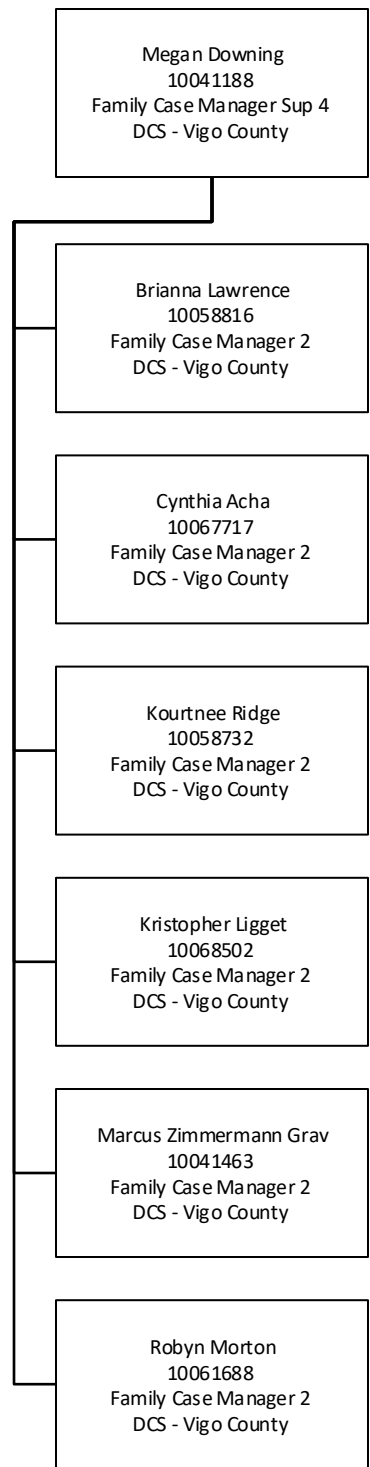 Megan Downing
10041188
Family Case Manager Sup 4
DCS - Vigo County
Brianna Lawrence
10058816
Family Case Manager 2
DCS - Vigo County
Cynthia Acha
10067717
Family Case Manager 2
DCS - Vigo County
Kourtnee Ridge
10058732
Family Case Manager 2
DCS - Vigo County
Kristopher Ligget
10068502
Family Case Manager 2
DCS - Vigo County
Marcus Zimmermann Grav
10041463
Family Case Manager 2
DCS - Vigo County
Robyn Morton
10061688
Family Case Manager 2
DCS - Vigo County